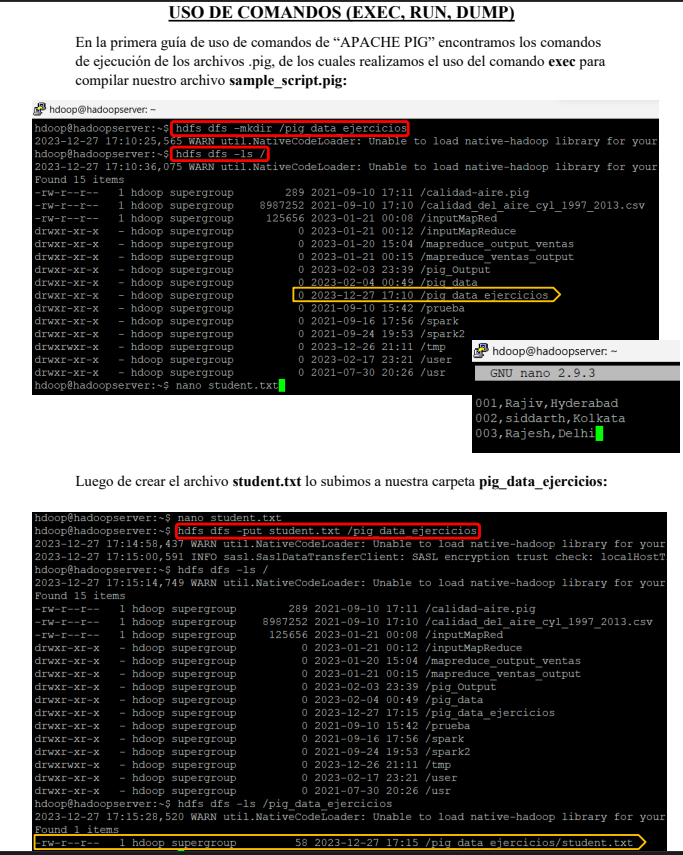 USO DE COMANDOS (EXEC, RUN, DUMP)
En la primera guía de uso de comandos de “APACHE PIG” encontramos los comandos
de ejecución de los archivos .pig, de los cuales realizamos el uso del comando exec para
compilar nuestro archivo sample_script.pig:
hdoop@hadoopserver: ~
hdoop@hadoopserver:~$ hdfs dfs -mkdir /pig_data_ejercicios
2023-12-27 17:10:25,565 WARN util.NativeCodeLoader: Unable to load native-hadoop library for your
hdoop@hadoopserver:~$ hdfs dfs -ls /
2023-12-27 17:10:36,075 WARN util.NativeCodeLoader: Unable to load native-hadoop library for your
Found 15 items
-rw-r--r-- 1 hdoop supergroup 289 2021-09-10 17:11 /calidad-aire.pig
-rw-r--r-- 1 hdoop supergroup 8987252 2021-09-10 17:10 /calidad_del_aire_cyl_1997_2013.csv
-rw-r--r-- 1 hdoop supergroup 125656 2023-01-21 00:08 /inputMapRed
drwxr-xr-x - hdoop supergroup 0 2023-01-21 00:12 /inputMapReduce
drwxr-xr-x - hdoop supergroup 0 2023-01-20 15:04 /mapreduce_output_ventas
drwxr-xr-x - hdoop supergroup 0 2023-01-21 00:15 /mapreduce_ventas_output
drwxr-xr-x - hdoop supergroup 0 2023-02-03 23:39 /pig_Output
drwxr-xr-x - hdoop supergroup 0 2023-02-04 00:49 /pig_data
drwxr-xr-x - hdoop supergroup 0 2023-12-27 17:10 /pig_data_ejercicios
drwxr-xr-x - hdoop supergroup 0 2021-09-10 15:42 /prueba
drwxr-xr-x - hdoop supergroup 0 2021-09-16 17:56 /spark
drwxr-xr-x - hdoop supergroup 0 2021-09-24 19:53 /spark2
drwxrwxr-x - hdoop supergroup 0 2023-12-26 21:11 /tmp
drwxr-xr-x - hdoop supergroup 0 2023-02-17 23:21 /user
drwxr-xr-x - hdoop supergroup 0 2021-07-30 20:26 /usr
hdoop@hadoopserver:~$ nano student.txt
hdoop@hadoopserver: ~
GNU nano 2.9.3
001,Rajiv,Hyderabad
002,siddarth,Kolkata
003,Rajesh,Delhi
Luego de crear el archivo student.txt lo subimos a nuestra carpeta pig_data_ejercicios:
hdoop@hadoopserver:~$ nano student.txt
hdoop@hadoopserver:~$ hdfs dfs -put student.txt /pig_data_ejercicios
2023-12-27 17:14:58,437 WARN util.NativeCodeLoader: Unable to load native-hadoop library for your
2023-12-27 17:15:00,591 INFO sasl.SaslDataTransferClient: SASL encryption trust check: localHostT
hdoop@hadoopserver:~$ hdfs dfs -ls /
2023-12-27 17:15:14,749 WARN util.NativeCodeLoader: Unable to load native-hadoop library for your
Found 15 items
-rw-r--r-- 1 hdoop supergroup 289 2021-09-10 17:11 /calidad-aire.pig
-rw-r--r-- 1 hdoop supergroup 8987252 2021-09-10 17:10 /calidad_del_aire_cyl_1997_2013.csv
-rw-r--r-- 1 hdoop supergroup 125656 2023-01-21 00:08 /inputMapRed
drwxr-xr-x - hdoop supergroup 0 2023-01-21 00:12 /inputMapReduce
drwxr-xr-x - hdoop supergroup 0 2023-01-20 15:04 /mapreduce_output_ventas
drwxr-xr-x - hdoop supergroup 0 2023-01-21 00:15 /mapreduce_ventas_output
drwxr-xr-x - hdoop supergroup 0 2023-02-03 23:39 /pig_Output
drwxr-xr-x - hdoop supergroup 0 2023-02-04 00:49 /pig_data
drwxr-xr-x - hdoop supergroup 0 2023-12-27 17:15 /pig_data_ejercicios
drwxr-xr-x - hdoop supergroup 0 2021-09-10 15:42 /prueba
drwxr-xr-x - hdoop supergroup 0 2021-09-16 17:56 /spark
drwxr-xr-x - hdoop supergroup 0 2021-09-24 19:53 /spark2
drwxrwxr-x - hdoop supergroup 0 2023-12-26 21:11 /tmp
drwxr-xr-x - hdoop supergroup 0 2023-02-17 23:21 /user
drwxr-xr-x - hdoop supergroup 0 2021-07-30 20:26 /usr
hdoop@hadoopserver:~$ hdfs dfs -ls /pig_data_ejercicios
2023-12-27 17:15:28,520 WARN util.NativeCodeLoader: Unable to load native-hadoop library for your
Found 1 items
-rw-r--r-- 1 hdoop supergroup 58 2023-12-27 17:15 /pig_data_ejercicios/student.txt